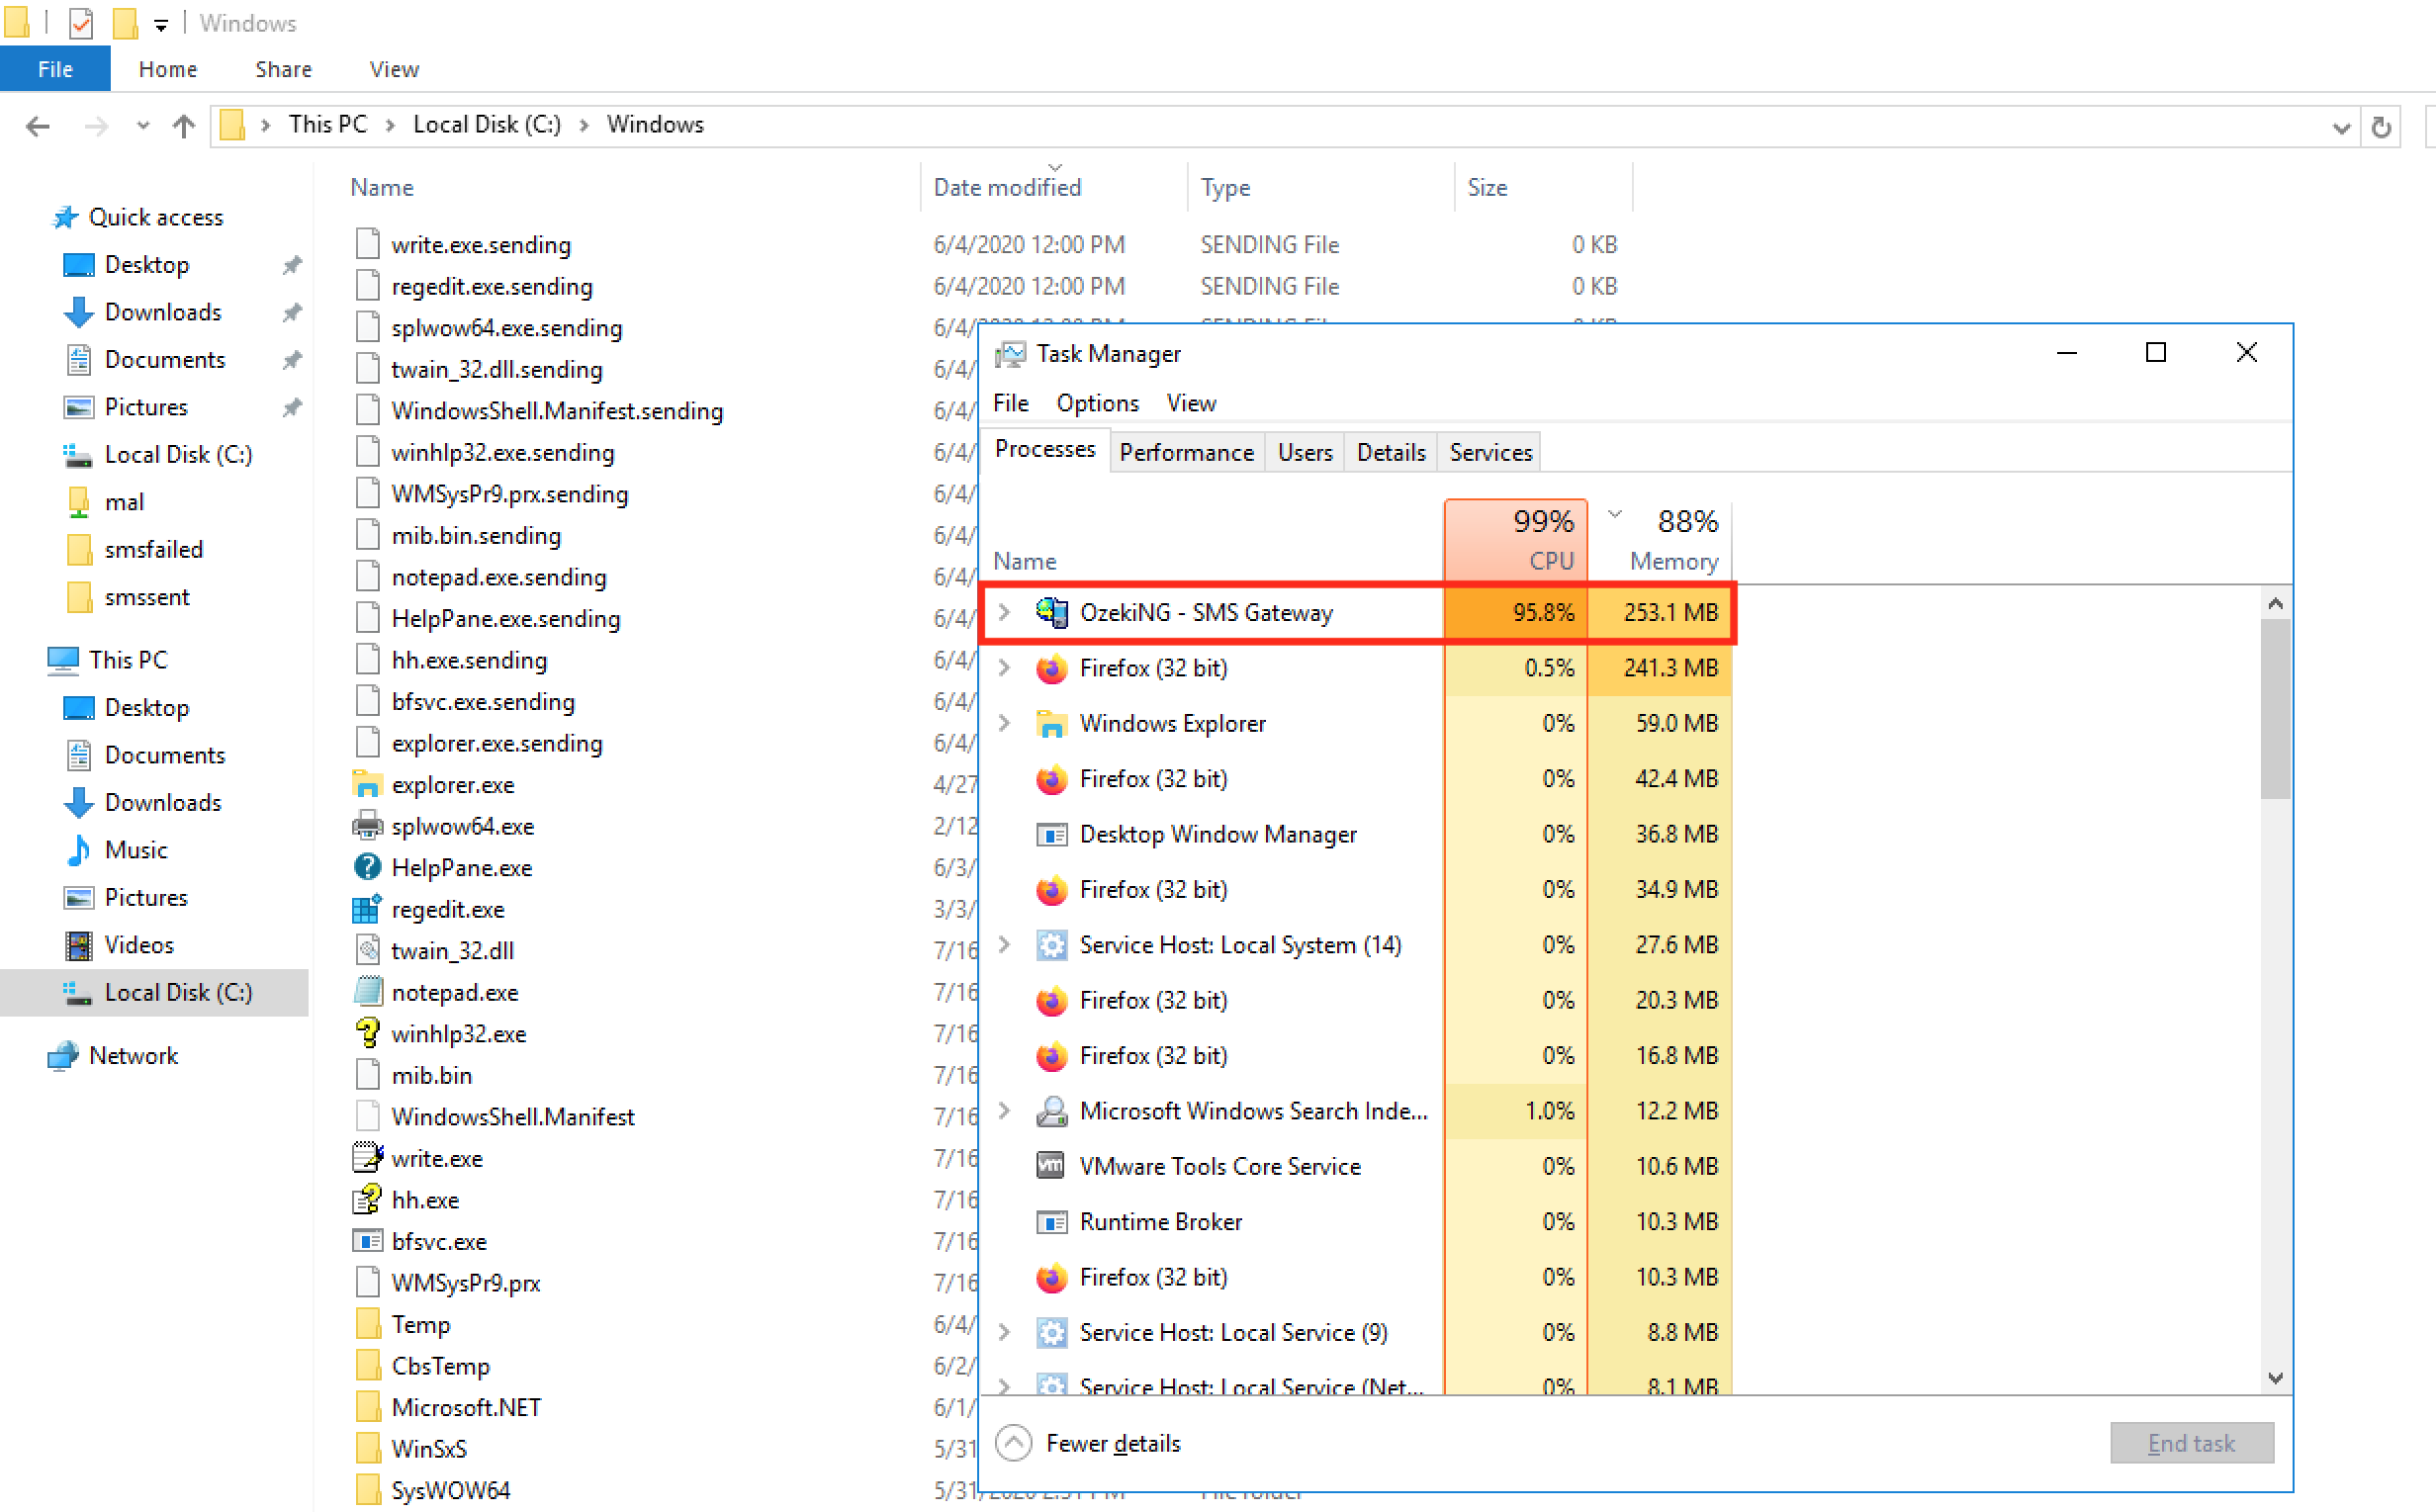 Windows
File Home Share View
This PC Local Disk (C:) Windows
Name Date modified Type Size
Quick access
Desktop
Downloads
Documents
Pictures
Local Disk (C:)
mal
smsfailed
smssent
This PC
Desktop
Documents
Downloads
Music
Pictures
Videos
Local Disk (C:)
Network
write.exe.sending 6/4/2020 12:00 PM SENDING File 0 KB
regedit.exe.sending 6/4/2020 12:00 PM SENDING File 0 KB
splwow64.exe.sending 6/4/
twain_32.dll.sending 6/4/
WindowsShell.Manifest.sending 6/4/
winhlp32.exe.sending 6/4/
WMSysPr9.prx.sending 6/4/
mib.bin.sending 6/4/
notepad.exe.sending 6/4/
HelpPane.exe.sending 6/4/
hh.exe.sending 6/4/
bfsvc.exe.sending 6/4/
explorer.exe.sending 6/4/
explorer.exe 4/27
splwow64.exe 2/12
HelpPane.exe 6/3/
regedit.exe 3/3/
twain_32.dll 7/16
notepad.exe 7/16
winhlp32.exe 7/16
mib.bin 7/16
WindowsShell.Manifest 7/16
write.exe 7/16
hh.exe 7/16
bfsvc.exe 7/16
WMSysPr9.prx 7/16
Temp 6/4/
CbsTemp 6/2/
Microsoft.NET 6/1/
WinSxS 5/31
SysWOW64 5/31
Task Manager
File Options View
Processes Performance Users Details Services
99% 88%
Name CPU Memory
OzekiNG - SMS Gateway 95.8% 253.1 MB
Firefox (32 bit) 0.5% 241.3 MB
Windows Explorer 0% 59.0 MB
Firefox (32 bit) 0% 42.4 MB
Desktop Window Manager 0% 36.8 MB
Firefox (32 bit) 0% 34.9 MB
Service Host: Local System (14) 0% 27.6 MB
Firefox (32 bit) 0% 20.3 MB
Firefox (32 bit) 0% 16.8 MB
Microsoft Windows Search Inde... 1.0% 12.2 MB
VMware Tools Core Service 0% 10.6 MB
Runtime Broker 0% 10.3 MB
Firefox (32 bit) 0% 10.3 MB
Service Host: Local Service (9) 0% 8.8 MB
Service Host: Local Service (Net... 0% 8.1 MB
Fewer details End task